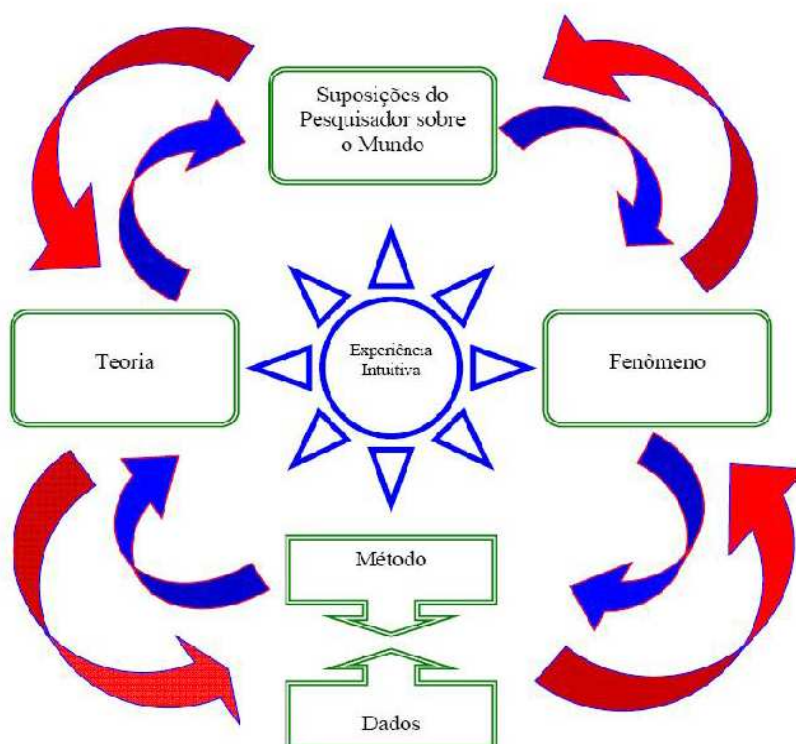 Suposições do
Pesquisador sobre
o Mundo
Teoria
Experiência
Intuitiva
Fenômeno
Método
Dados